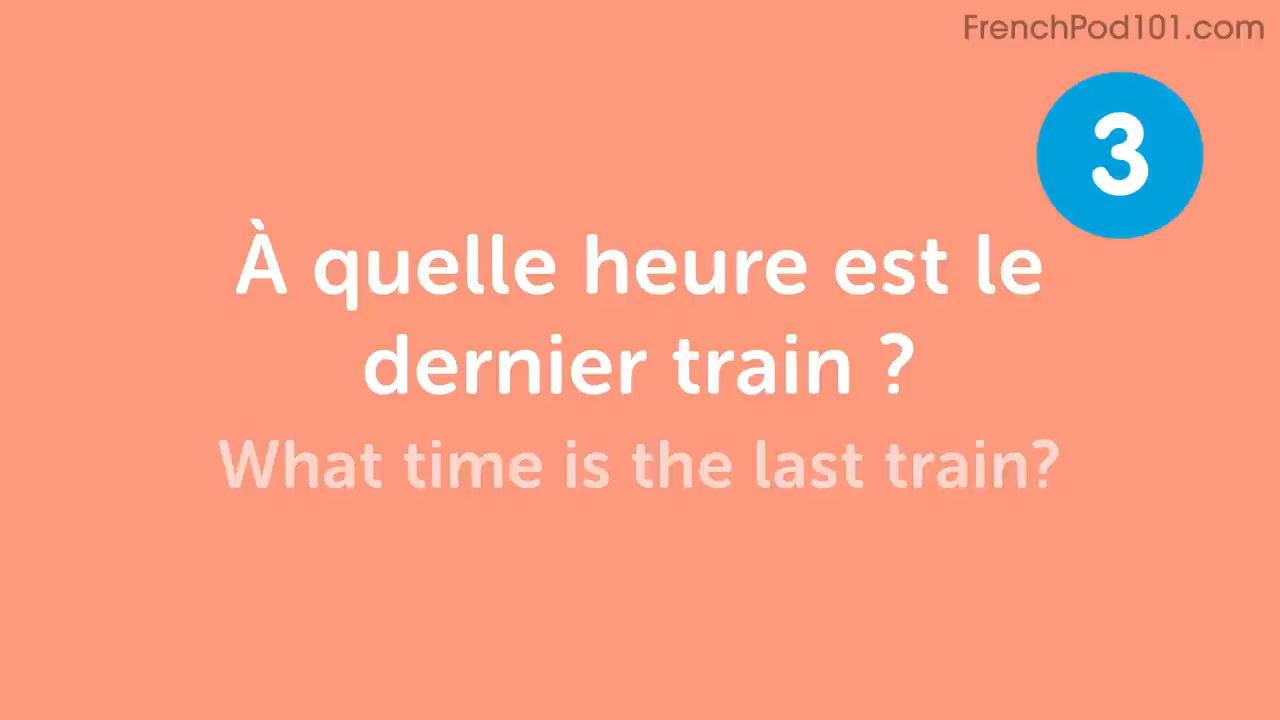 FrenchPod101.com
3
À quelle heure est le
dernier train ?
What time is the last train?